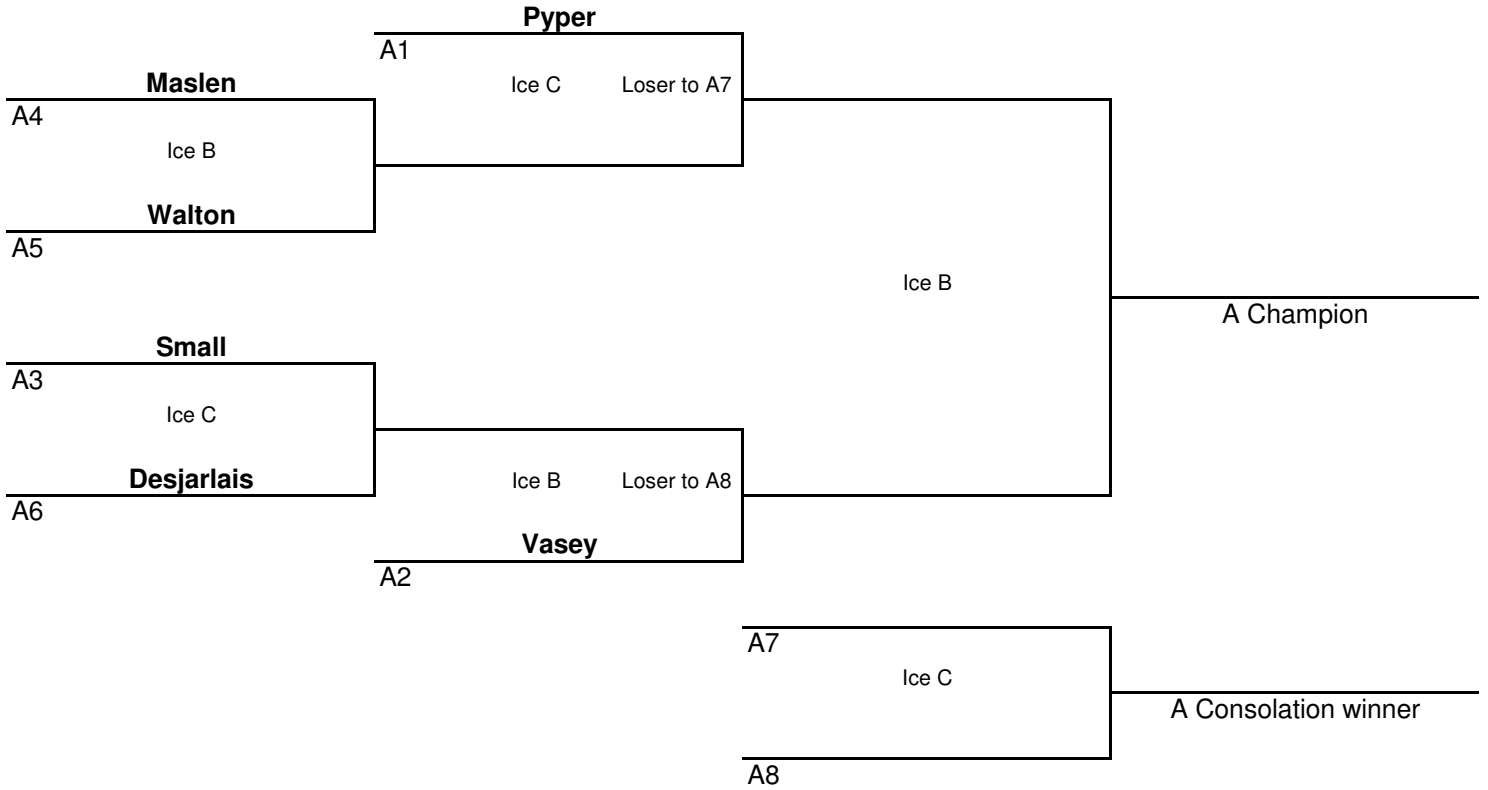 Pyper
A1
Ice C Loser to A7
Maslen
A4
Ice B
Walton
A5
Ice B
A Champion
Small
A3
Ice C
Desjarlais
A6
Ice B Loser to A8
Vasey
A2
A7
Ice C
A Consolation winner
A8